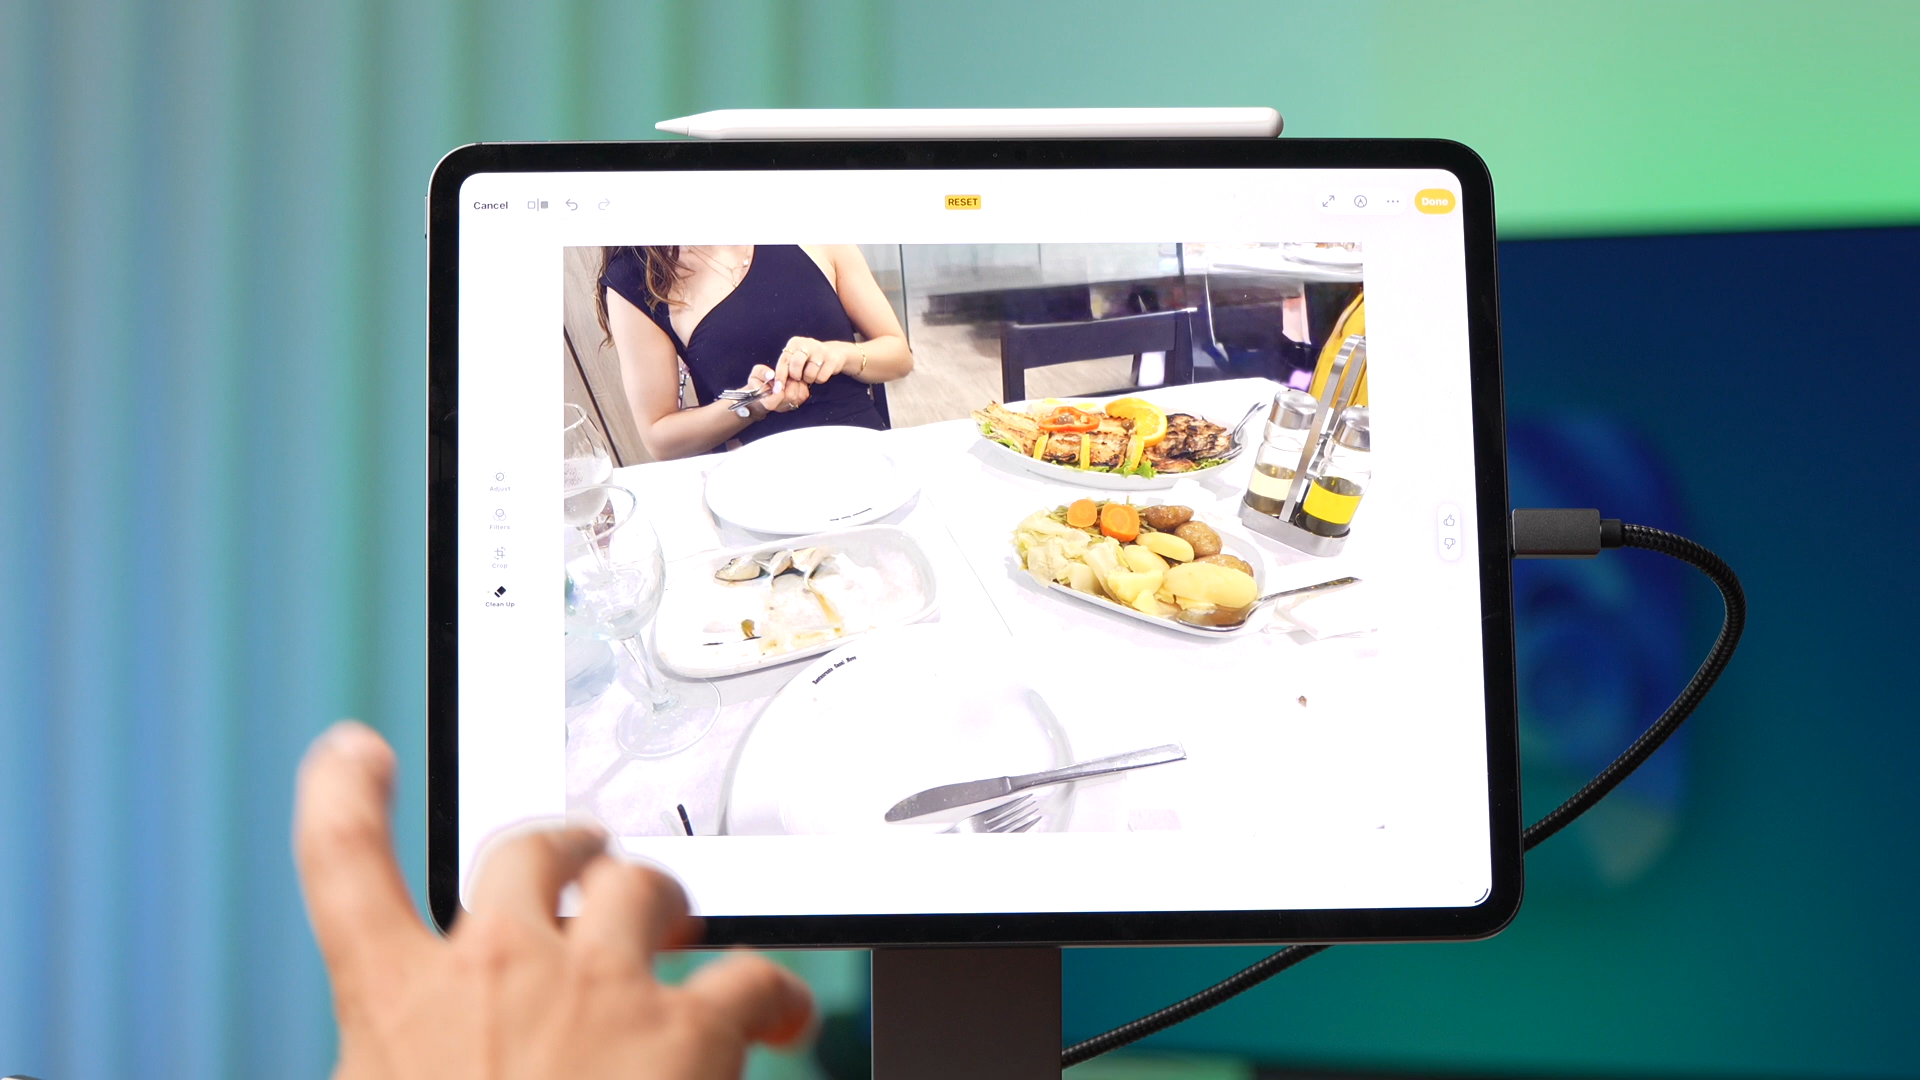 Cancel
RESET
Done
Adjust
Filters
Crop
Clean Up